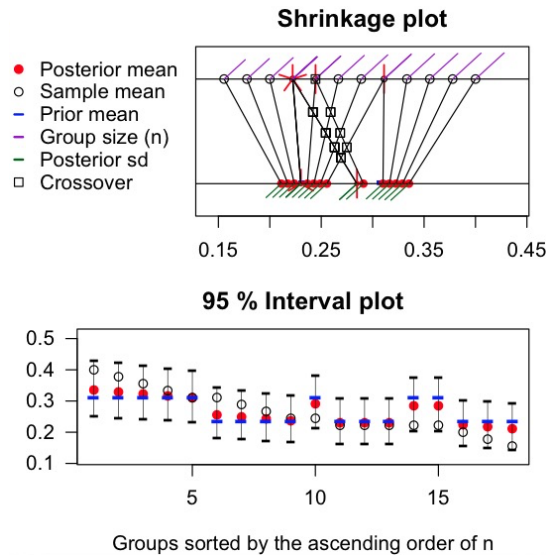 Shrinkage plot
Posterior mean
Sample mean
Prior mean
Group size (n)
Posterior sd
Crossover
0.15 0.25 0.35 0.45
95 % Interval plot
0.5
0.4
0.3
0.2
0.1
5 10 15
Groups sorted by the ascending order of n